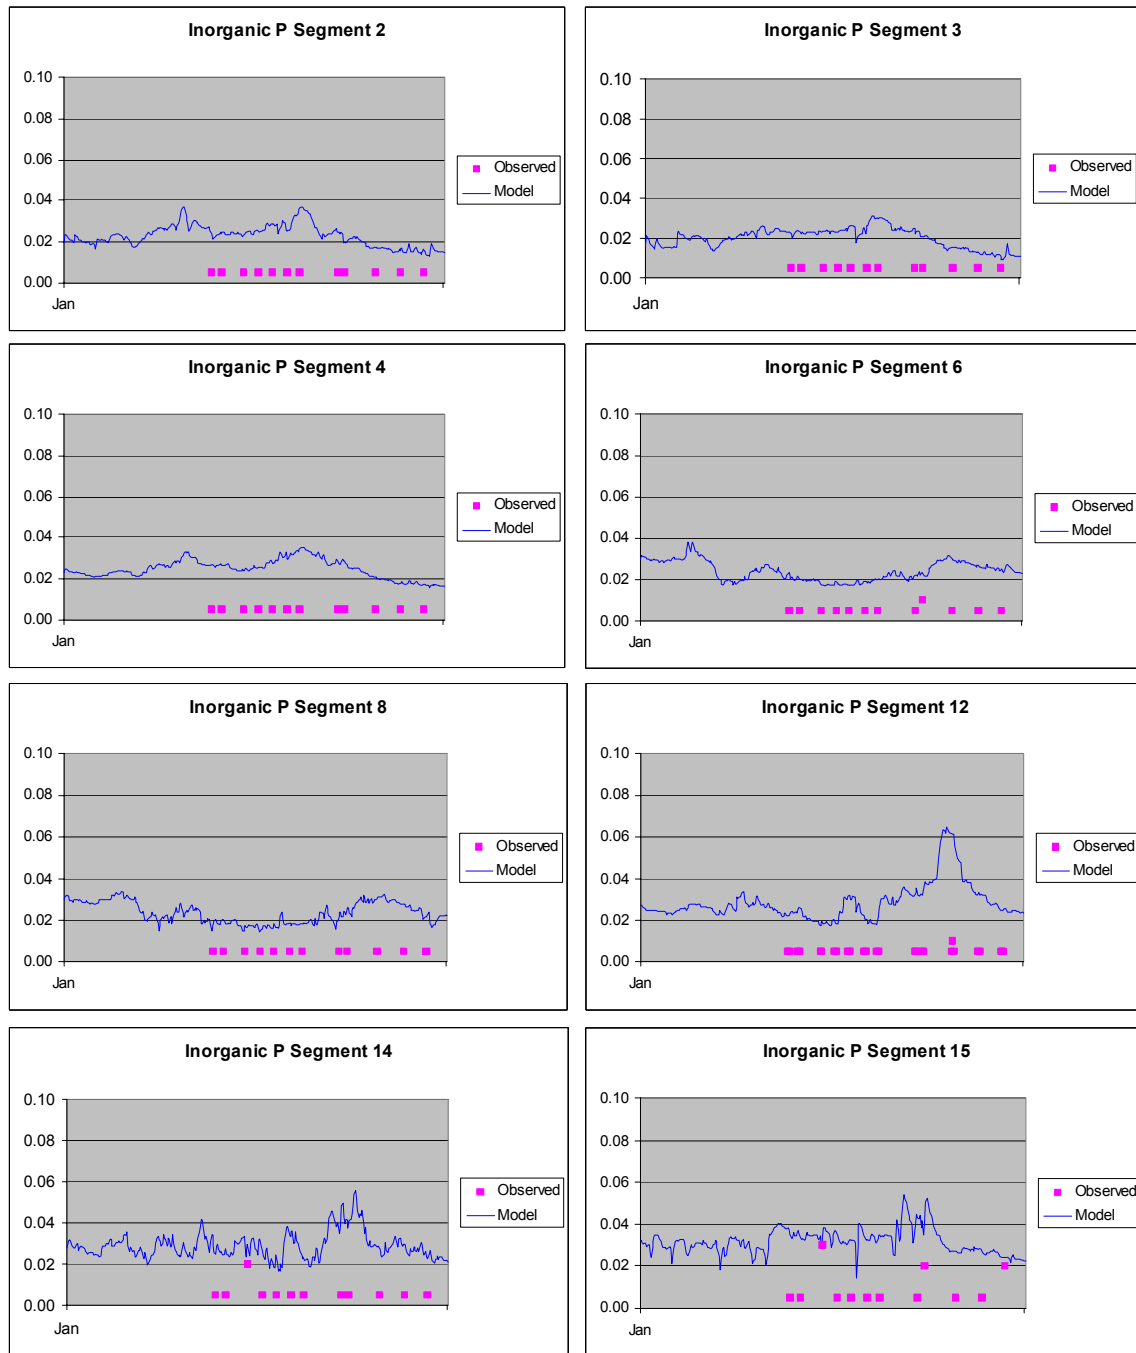 Inorganic P Segment 2
0.10
0.08
0.06
0.04
0.02
0.00
Jan
Observed
Model
Inorganic P Segment 3
0.10
0.08
0.06
0.04
0.02
0.00
Jan
Observed
Model
Inorganic P Segment 4
0.10
0.08
0.06
0.04
0.02
0.00
Jan
Observed
Model
Inorganic P Segment 6
0.10
0.08
0.06
0.04
0.02
0.00
Jan
Observed
Model
Inorganic P Segment 8
0.10
0.08
0.06
0.04
0.02
0.00
Jan
Observed
Model
Inorganic P Segment 12
0.10
0.08
0.06
0.04
0.02
0.00
Jan
Observed
Model
Inorganic P Segment 14
0.10
0.08
0.06
0.04
0.02
0.00
Jan
Observed
Model
Inorganic P Segment 15
0.10
0.08
0.06
0.04
0.02
0.00
Jan
Observed
Model